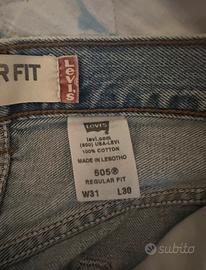 R FIT
LEVI'S
LEVI'S
levi.com
(800) USA-LEVI
100% COTTON
MADE IN LESOTHO
505®
REGULAR FIT
W31 L30
subito